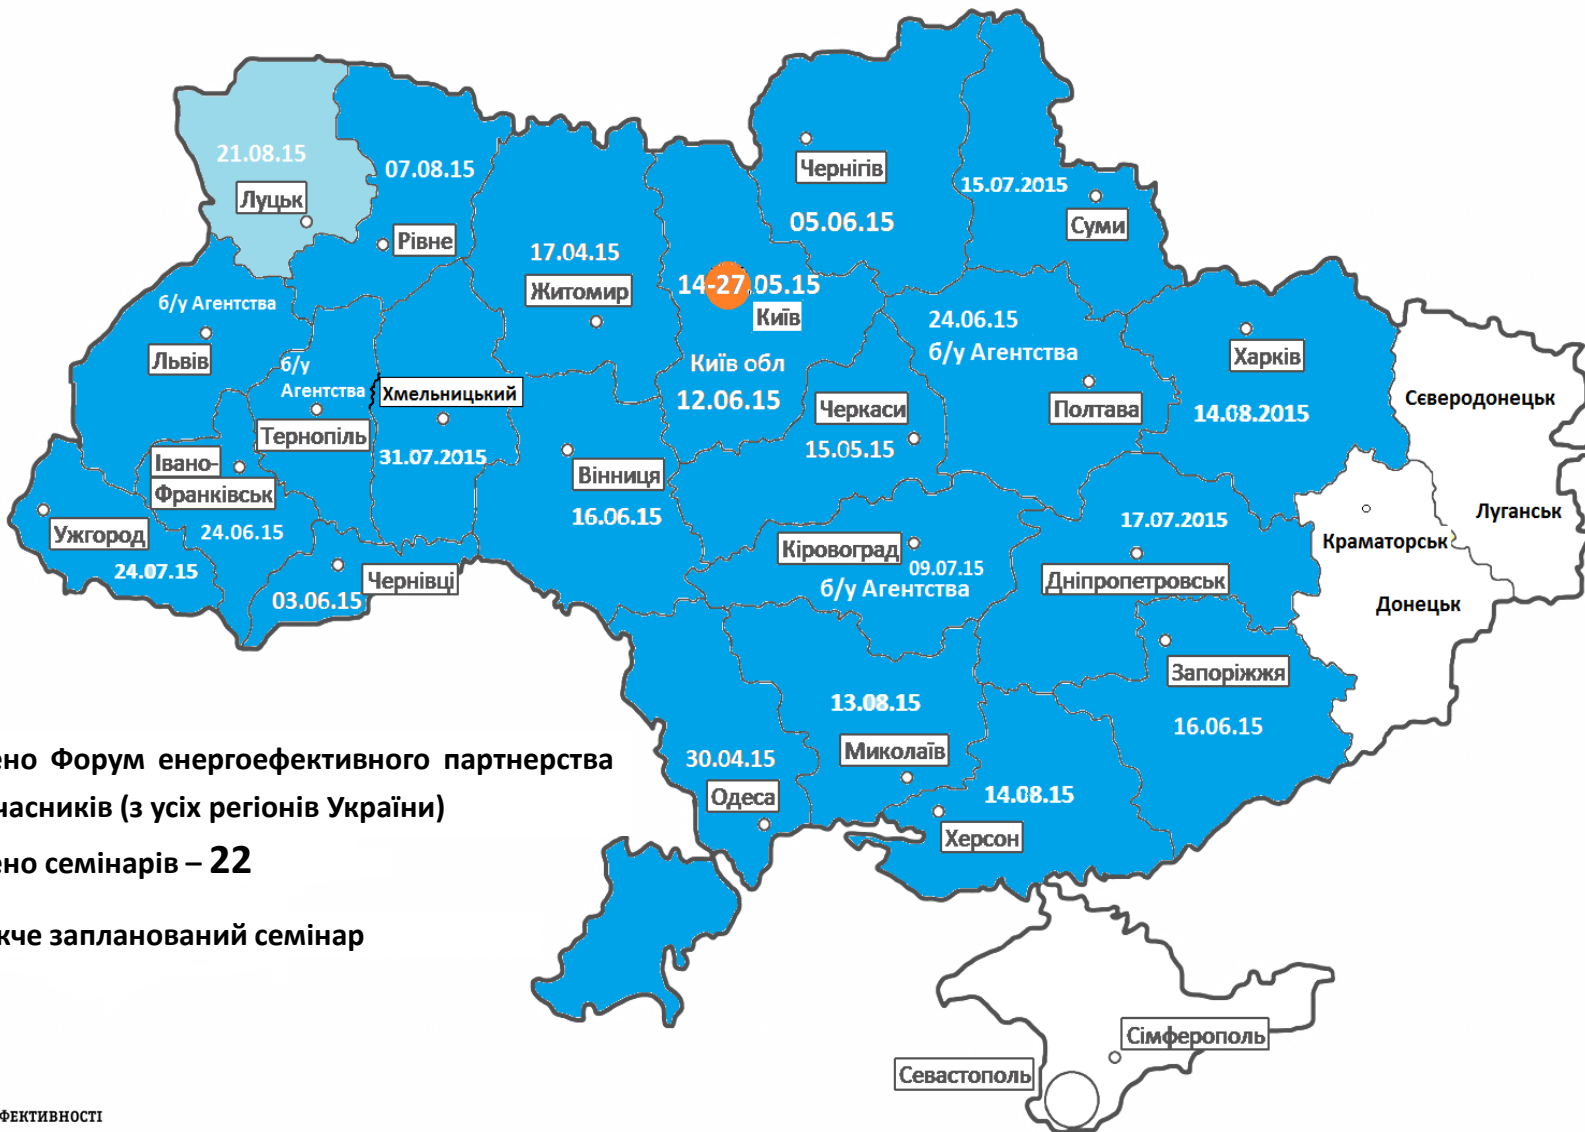 21.08.15
Луцьк
07.08.15
Рівне
17.04.15
Житомир
14-27.05.15
Київ
Київ обл
12.06.15
Чернігів
05.06.15
15.07.2015
Суми
б/у Агентства
Львів
б/у
Агентства
Тернопіль
Хмельницький
31.07.2015
Вінниця
16.06.15
Черкаси
15.05.15
24.06.15
б/у Агентства
Полтава
Харків
14.08.2015
Сєверодонецьк
Луганськ
Краматорськ
Донецьк
Івано-
Франківськ
24.06.15
Ужгород
24.07.15
03.06.15
Чернівці
Кіровоград
09.07.15
б/у Агентства
17.07.2015
Дніпропетровськ
Запоріжжя
16.06.15
13.08.15
Миколаїв
30.04.15
Одеса
14.08.15
Херсон
ено Форум енергоефективного партнерства
часників (з усіх регіонів України)
ено семінарів – 22
кче запланований семінар
Сімферополь
Севастополь
ФЕКТИВНОСТІ